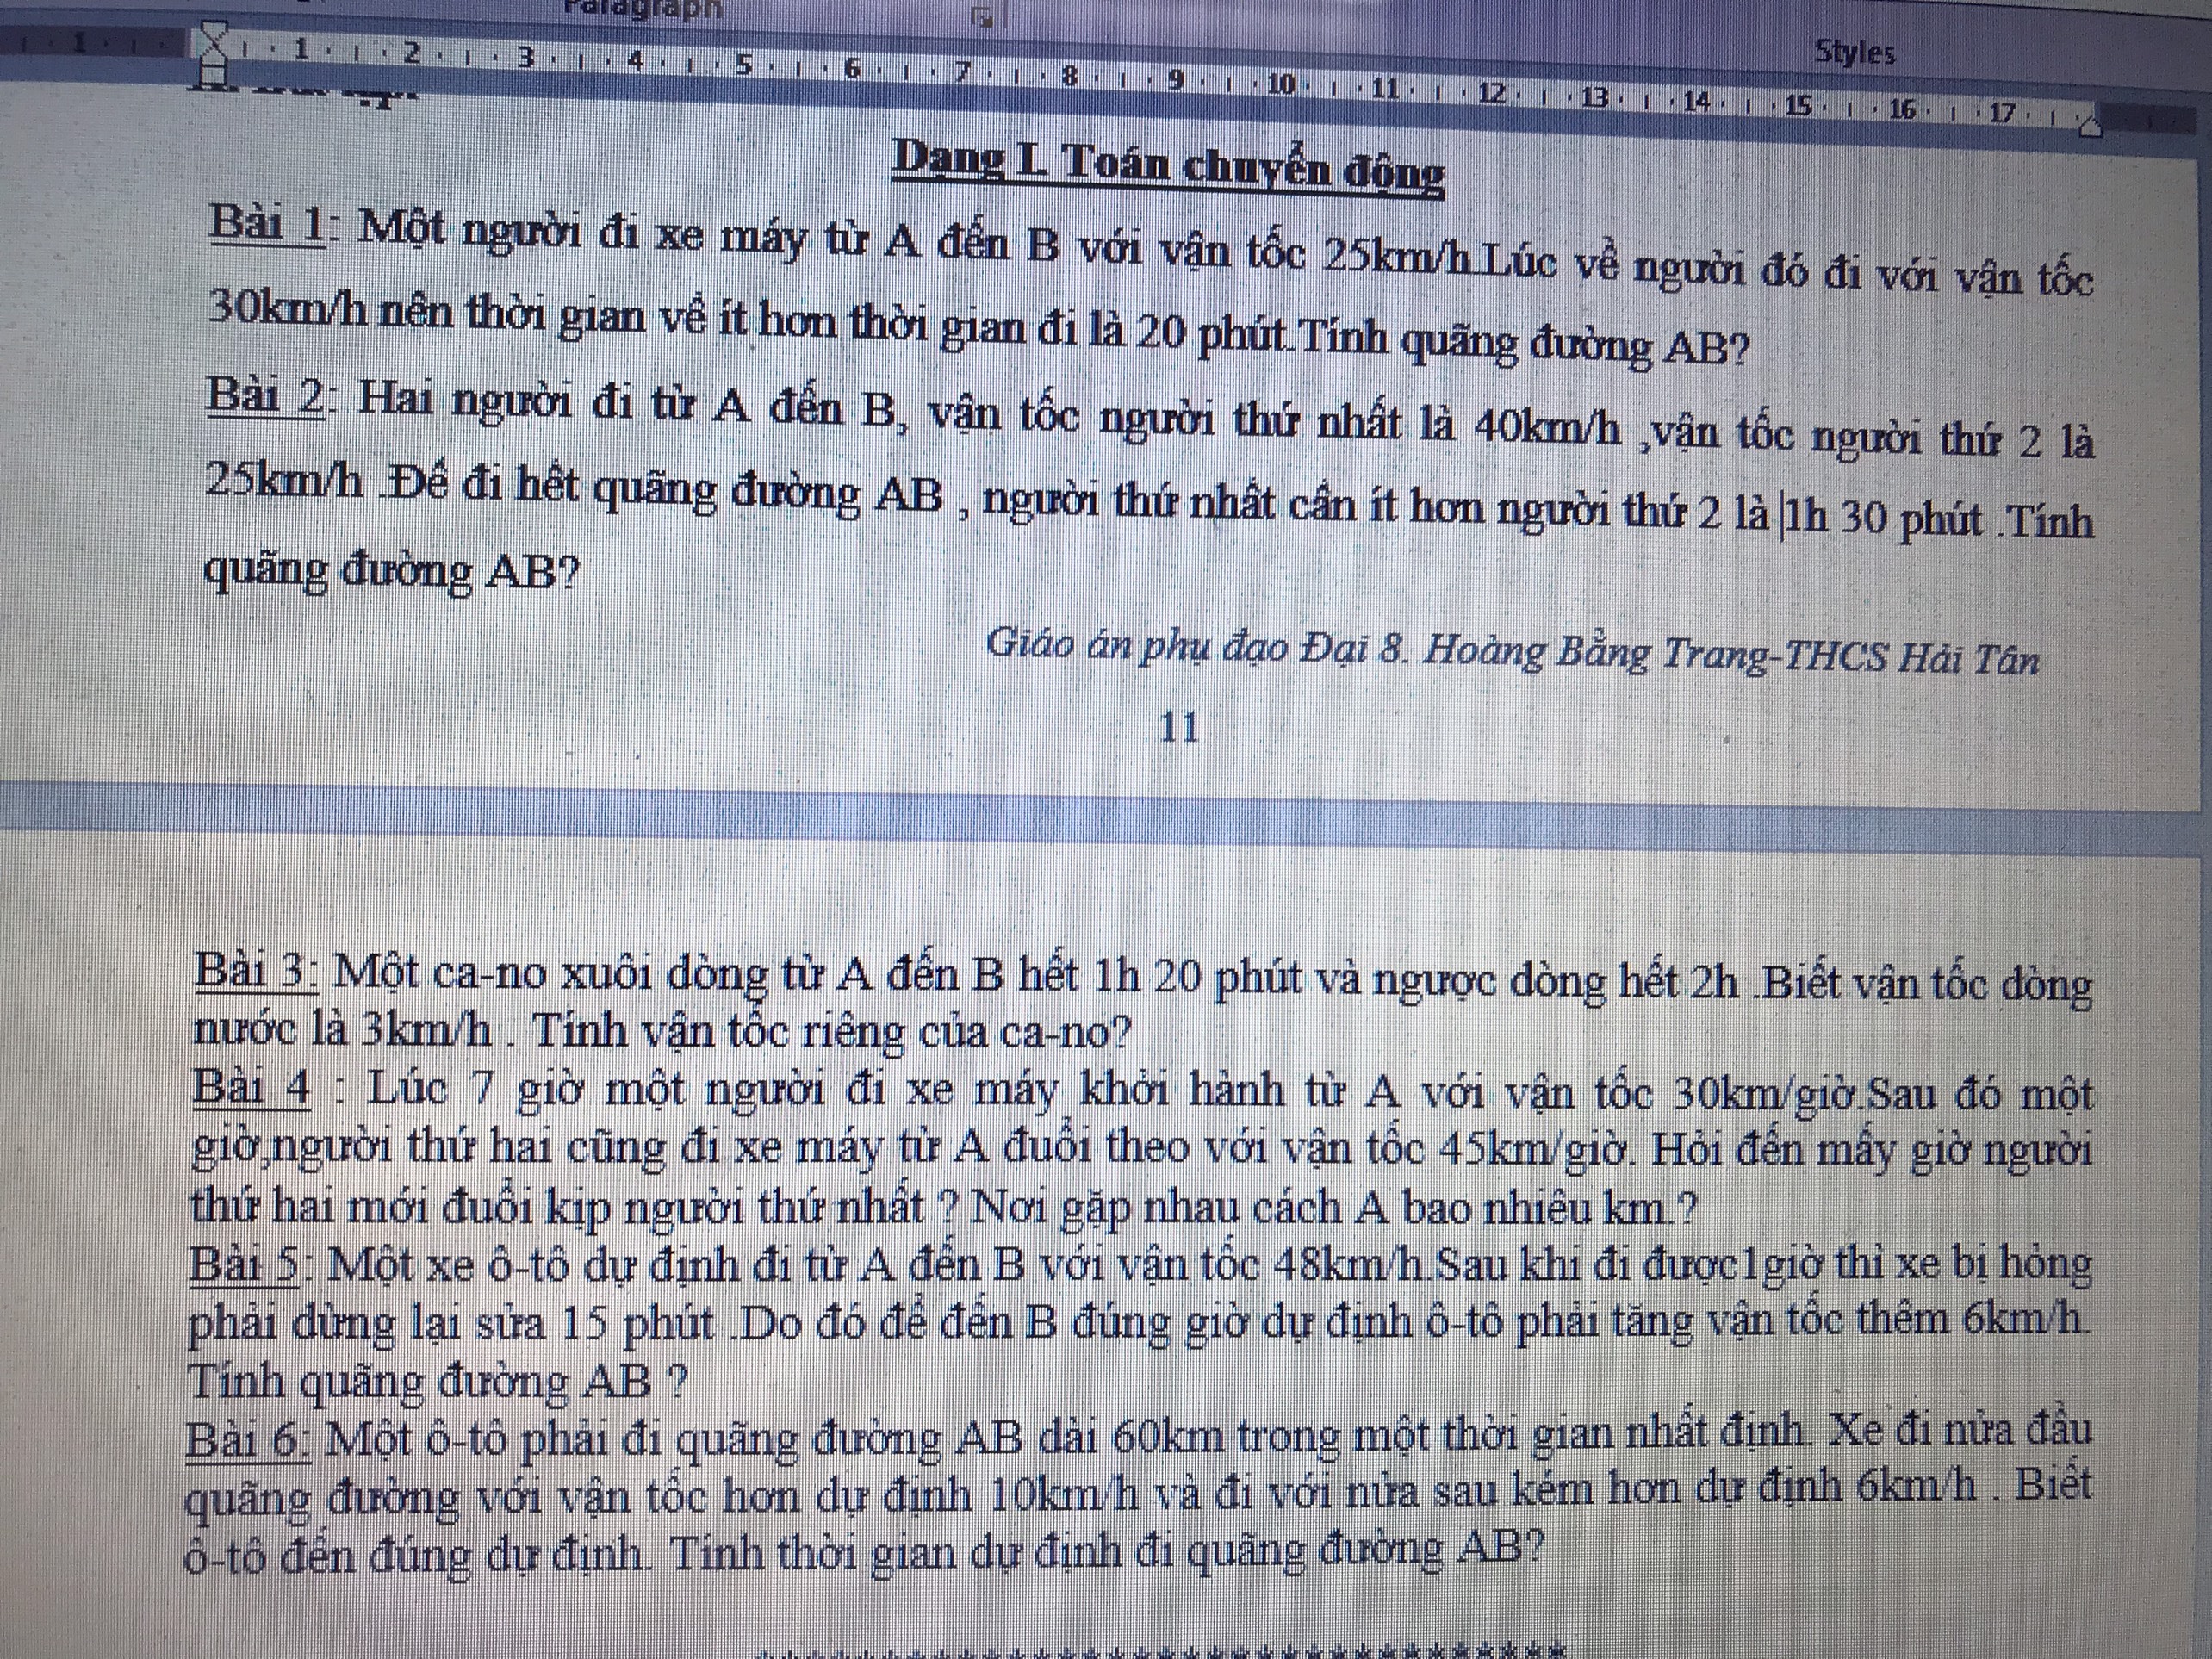 Paragraph
Styles
1 1 2 3 4 5 6 7 8 9 10 11 12 13 14 15 16 17
Dạng I. Toán chuyển động
Bài 1: Một người đi xe máy từ A đến B với vận tốc 25km/h.Lúc về người đó đi với vận tốc
30km/h nên thời gian về ít hơn thời gian đi là 20 phút.Tính quãng đường AB?
Bài 2: Hai người đi từ A đến B, vận tốc người thứ nhất là 40km/h ,vận tốc người thứ 2 là
25km/h .Để đi hết quãng đường AB , người thứ nhất cần ít hơn người thứ 2 là 1h 30 phút .Tính
quãng đường AB?
Giáo án phụ đạo Đại 8. Hoàng Bằng Trang-THCS Hải Tân
11
Bài 3: Một ca-no xuôi dòng từ A đến B hết 1h 20 phút và ngược dòng hết 2h .Biết vận tốc dòng
nước là 3km/h . Tính vận tốc riêng của ca-no?
Bài 4 : Lúc 7 giờ một người đi xe máy khởi hành từ A với vận tốc 30km/giờ.Sau đó một
giờ,người thứ hai cũng đi xe máy từ A đuổi theo với vận tốc 45km/giờ. Hỏi đến mấy giờ người
thứ hai mới đuổi kịp người thứ nhất ? Nơi gặp nhau cách A bao nhiêu km.?
Bài 5: Một xe ô-tô dự định đi từ A đến B với vận tốc 48km/h.Sau khi đi được1giờ thì xe bị hỏng
phải dừng lại sửa 15 phút .Do đó để đến B đúng giờ dự định ô-tô phải tăng vận tốc thêm 6km/h.
Tính quãng đường AB ?
Bài 6: Một ô-tô phải đi quãng đường AB dài 60km trong một thời gian nhất định. Xe đi nửa đầu
quãng đường với vận tốc hơn dự định 10km/h và đi với nửa sau kém hơn dự định 6km/h . Biết
ô-tô đến đúng dự định. Tính thời gian dự định đi quãng đường AB?